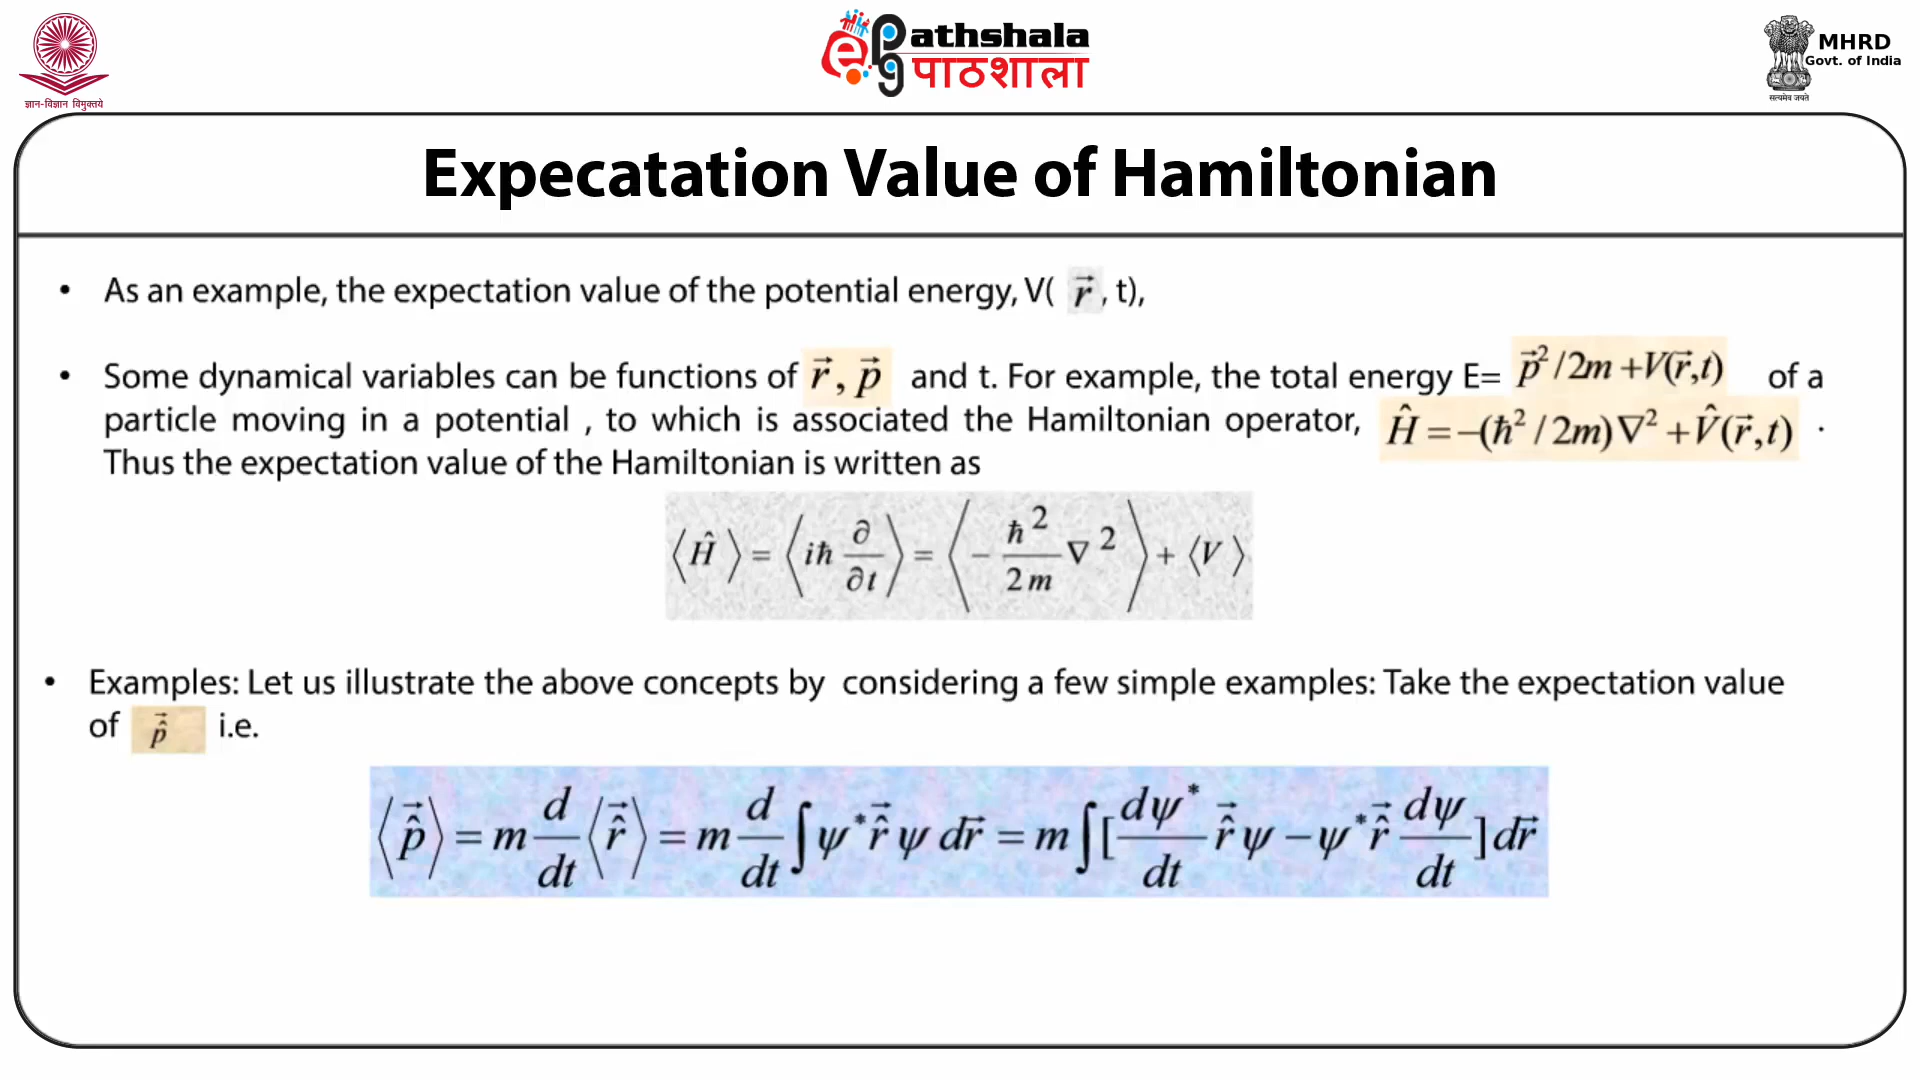 ज्ञान-विज्ञान विमुक्तये
ePathshala
पाठशाला
MHRD
Govt. of India
सत्यमेव जयते
Expecatation Value of Hamiltonian
• As an example, the expectation value of the potential energy, V( r⃗ , t),
• Some dynamical variables can be functions of r⃗ , p⃗ and t. For example, the total energy E= p⃗²/2m +V(r⃗,t) of a
particle moving in a potential , to which is associated the Hamiltonian operator, Ĥ = –(ħ² / 2m)∇² + V̂(r⃗,t) .
Thus the expectation value of the Hamiltonian is written as
⟨Ĥ⟩ = ⟨iħ ∂/∂t⟩ = ⟨– ħ²/2m ∇²⟩ + ⟨V⟩
• Examples: Let us illustrate the above concepts by considering a few simple examples: Take the expectation value
of p̂⃗ i.e.
⟨p̂⃗⟩ = m d/dt ⟨r̂⃗⟩ = m d/dt ∫ψ* r̂⃗ ψ dr⃗ = m∫[dψ*/dt r̂⃗ ψ – ψ* r̂⃗ dψ/dt] dr⃗